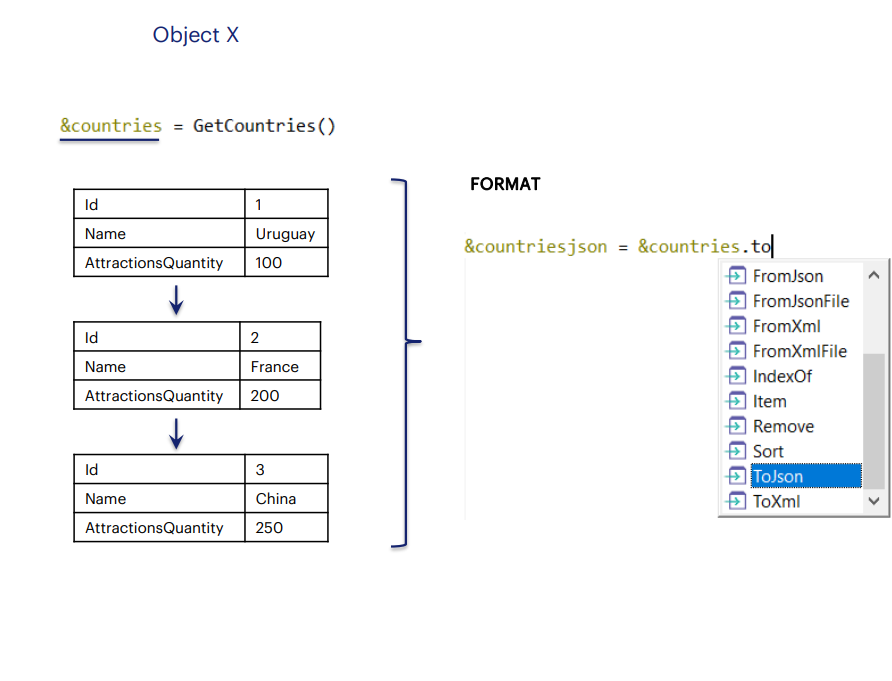 Object X
&countries = GetCountries()
Id 1
Name Uruguay
AttractionsQuantity 100
Id 2
Name France
AttractionsQuantity 200
Id 3
Name China
AttractionsQuantity 250
FORMAT
&countriesjson = &countries.to
FromJson
FromJsonFile
FromXml
FromXmlFile
IndexOf
Item
Remove
Sort
ToJson
ToXml